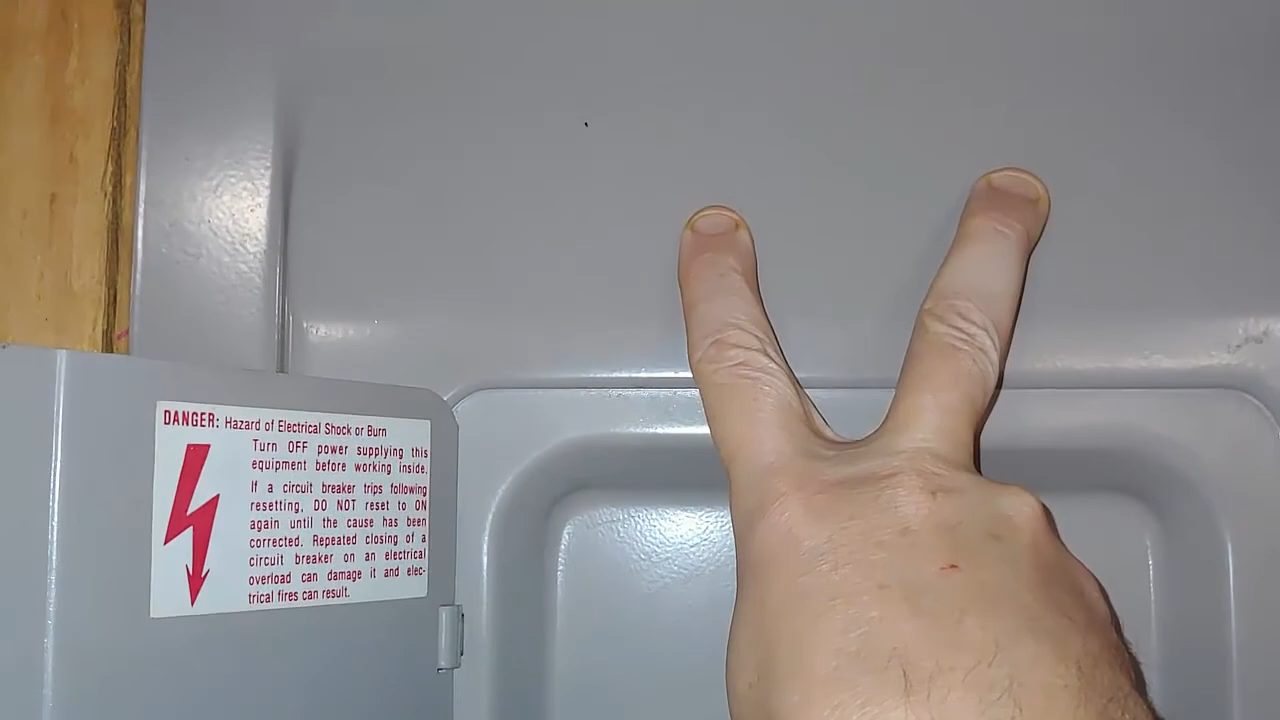 DANGER: Hazard of Electrical Shock or Burn
Turn OFF power supplying this
equipment before working inside.
If a circuit breaker trips following
resetting, DO NOT reset to ON
again until the cause has been
corrected. Repeated closing of a
circuit breaker on an electrical
overload can damage it and elec-
trical fires can result.